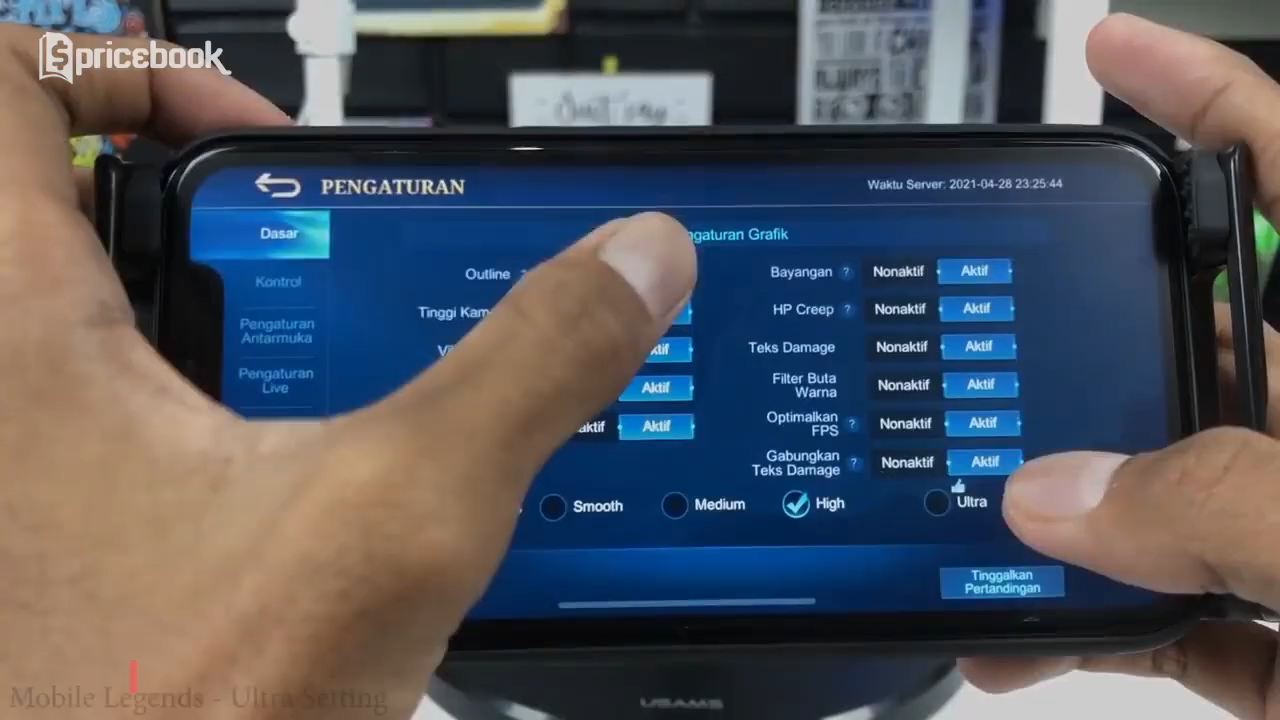 pricebook
PENGATURAN
Waktu Server: 2021-04-28 23:25:44
Dasar
Kontrol
Pengaturan
Antarmuka
Pengaturan
Live
ngaturan Grafik
Outline
Tinggi Kam
Aktif
Aktif
aktif Aktif
Bayangan ? Nonaktif Aktif
HP Creep ? Nonaktif Aktif
Teks Damage Nonaktif Aktif
Filter Buta
Warna Nonaktif Aktif
Optimalkan
FPS ? Nonaktif Aktif
Gabungkan
Teks Damage ? Nonaktif Aktif
Smooth Medium High Ultra
Tinggalkan
Pertandingan
USAMS
Mobile Legends - Ultra Setting